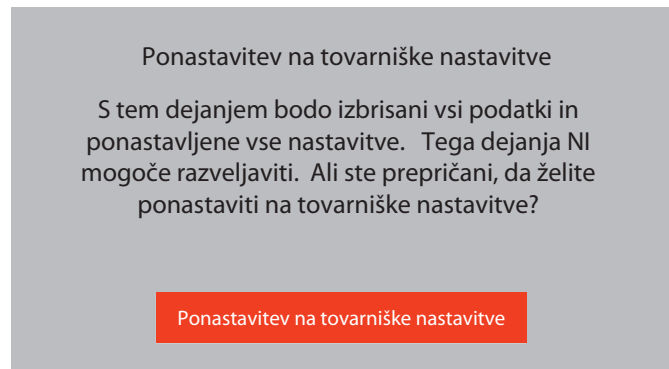 Ponastavitev na tovarniške nastavitve
S tem dejanjem bodo izbrisani vsi podatki in
ponastavljene vse nastavitve. Tega dejanja NI
mogoče razveljaviti. Ali ste prepričani, da želite
ponastaviti na tovarniške nastavitve?
Ponastavitev na tovarniške nastavitve